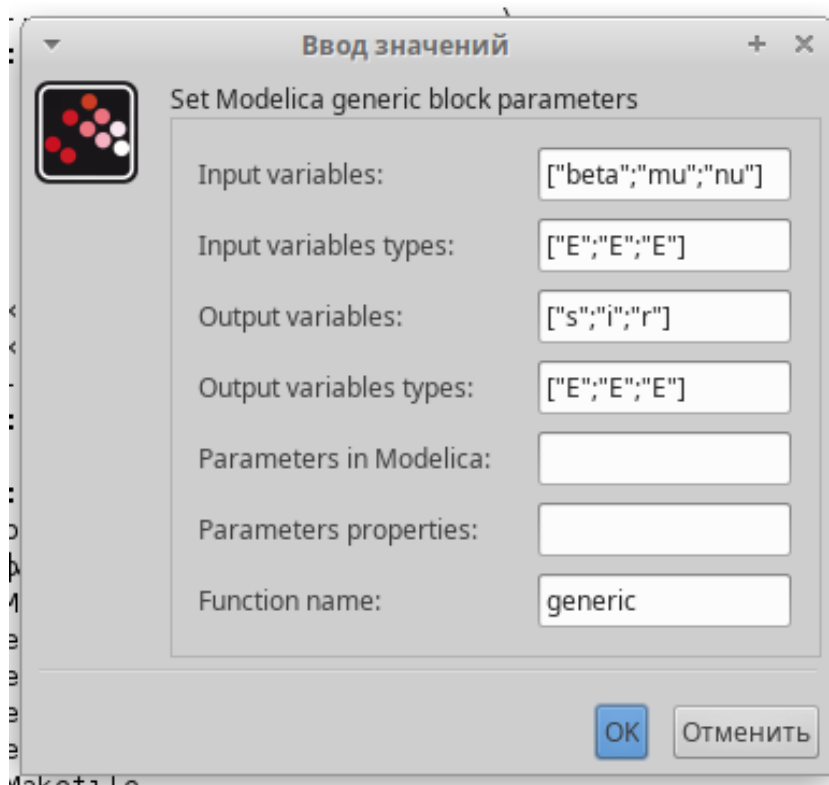 Ввод значений
Set Modelica generic block parameters
Input variables: ["beta";"mu";"nu"]
Input variables types: ["E";"E";"E"]
Output variables: ["s";"i";"r"]
Output variables types: ["E";"E";"E"]
Parameters in Modelica:
Parameters properties:
Function name: generic
OK Отменить